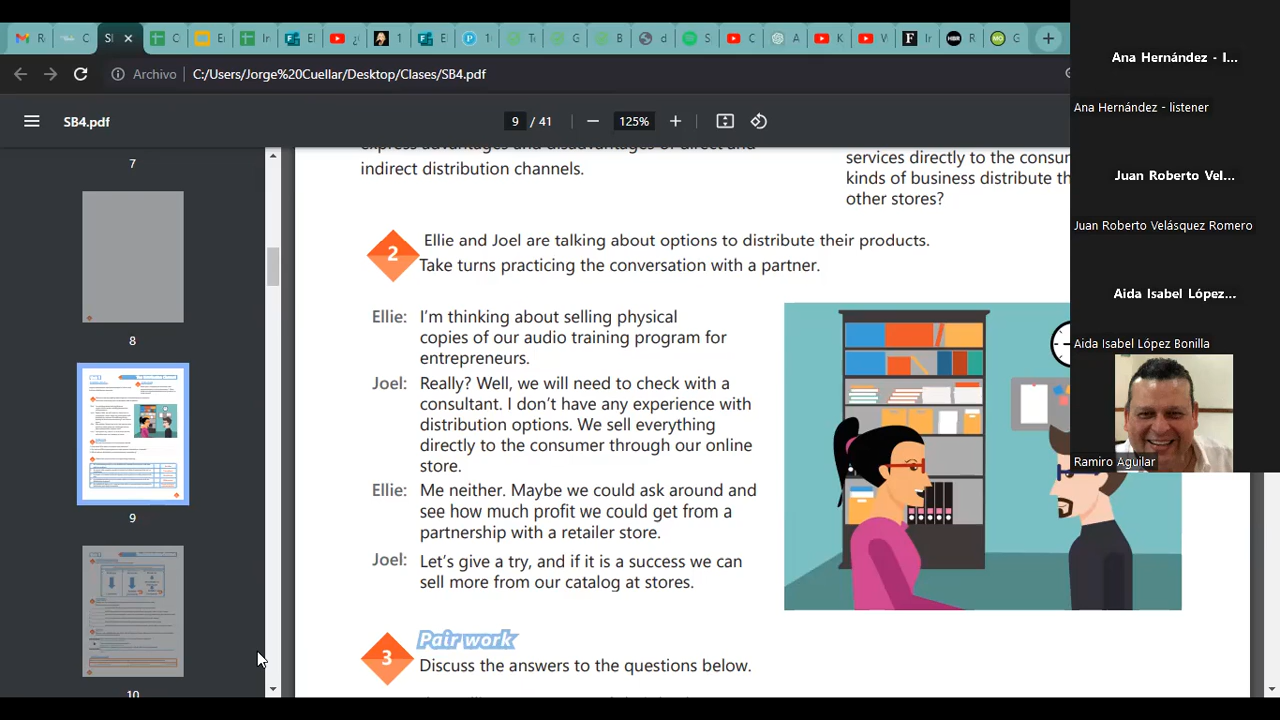 Archivo
C:/Users/Jorge%20Cuellar/Desktop/Clases/SB4.pdf
SB4.pdf
9 / 41
125%
7
8
9
10
express advantages and disadvantages of direct and
indirect distribution channels.
services directly to the consu
kinds of business distribute th
other stores?
2
Ellie and Joel are talking about options to distribute their products.
Take turns practicing the conversation with a partner.
Ellie: I'm thinking about selling physical
copies of our audio training program for
entrepreneurs.
Joel: Really? Well, we will need to check with a
consultant. I don't have any experience with
distribution options. We sell everything
directly to the consumer through our online
store.
Ellie: Me neither. Maybe we could ask around and
see how much profit we could get from a
partnership with a retailer store.
Joel: Let's give a try, and if it is a success we can
sell more from our catalog at stores.
3
Pair work
Discuss the answers to the questions below.
Ana Hernández - l...
Ana Hernández - listener
Juan Roberto Vel...
Juan Roberto Velásquez Romero
Aida Isabel López...
Aida Isabel López Bonilla
Ramiro Aguilar